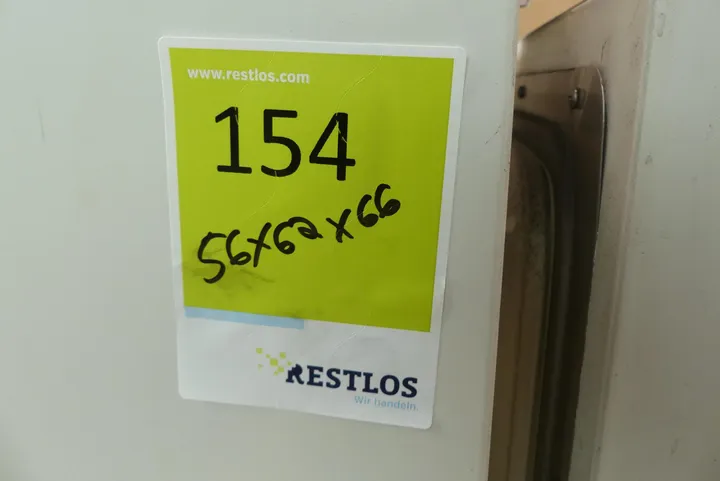 www.restlos.com
154
56x62x66
RESTLOS
Wir Handeln.